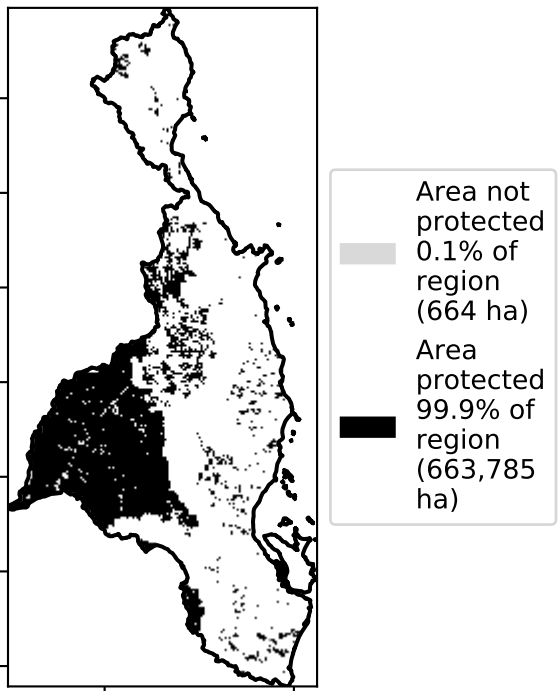 Area not
protected
0.1% of
region
(664 ha)
Area
protected
99.9% of
region
(663,785
ha)